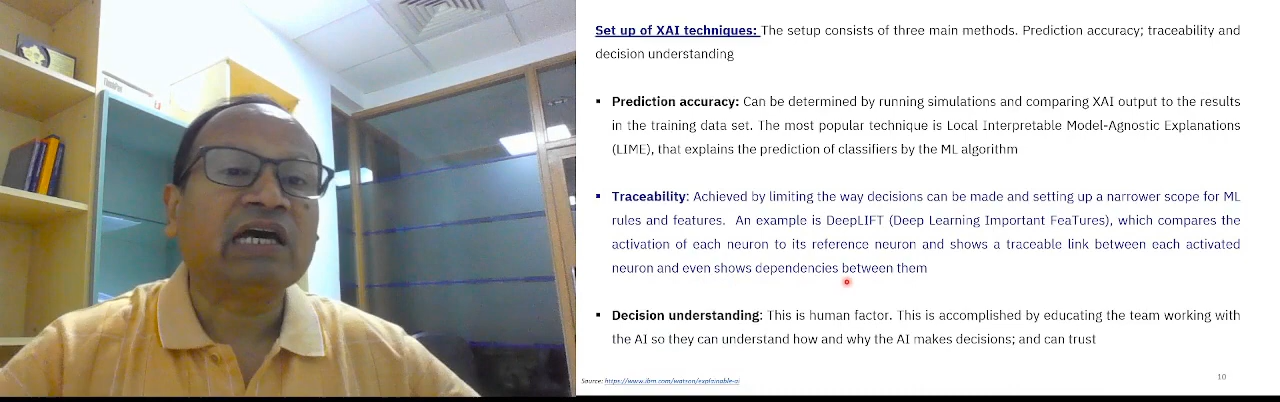 Set up of XAI techniques: The setup consists of three main methods. Prediction accuracy; traceability and
decision understanding
▪ Prediction accuracy: Can be determined by running simulations and comparing XAI output to the results
in the training data set. The most popular technique is Local Interpretable Model-Agnostic Explanations
(LIME), that explains the prediction of classifiers by the ML algorithm
▪ Traceability: Achieved by limiting the way decisions can be made and setting up a narrower scope for ML
rules and features. An example is DeepLIFT (Deep Learning Important FeaTures), which compares the
activation of each neuron to its reference neuron and shows a traceable link between each activated
neuron and even shows dependencies between them
▪ Decision understanding: This is human factor. This is accomplished by educating the team working with
the AI so they can understand how and why the AI makes decisions; and can trust
Source: https://www.ibm.com/watson/explainable-ai
10